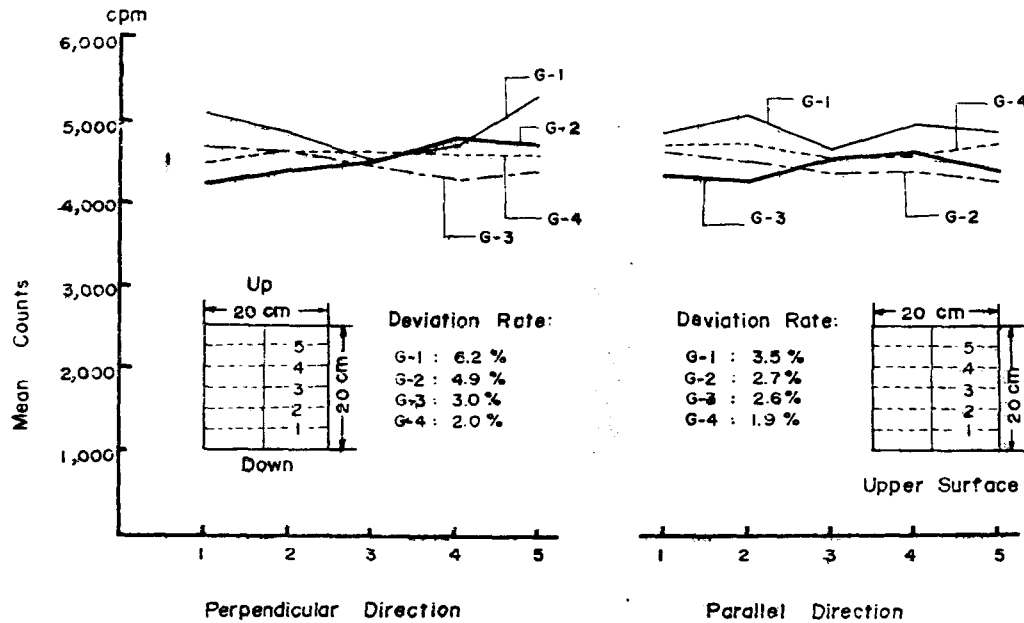 cpm
6,000
5,000
4,000
3,000
2,000
1,000
Mean Counts
G-1
G-2
G-4
G-3
G-1
G-4
G-3
G-2
Up
20 cm
5
4
3
2
1
20 cm
Down
Deviation Rate:
G-1 : 6.2 %
G-2 : 4.9 %
G-3 : 3.0 %
G-4 : 2.0 %
Deviation Rate:
G-1 : 3.5 %
G-2 : 2.7 %
G-3 : 2.6 %
G-4 : 1.9 %
20 cm
5
4
3
2
1
20 cm
Upper Surface
1 2 3 4 5
1 2 3 4 5
Perpendicular Direction
Parallel Direction